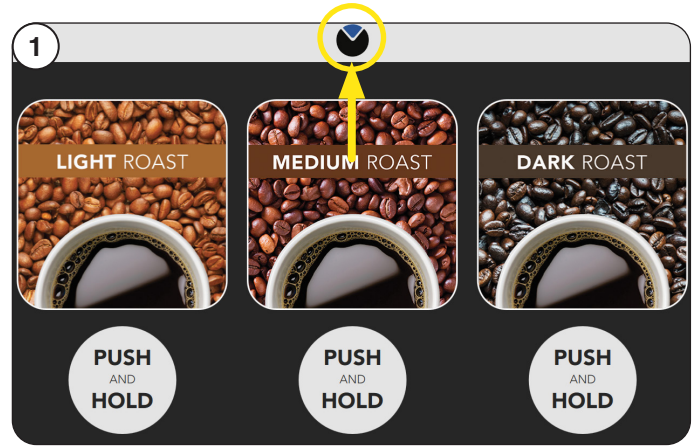 1
LIGHT ROAST
MEDIUM ROAST
DARK ROAST
PUSH
AND
HOLD
PUSH
AND
HOLD
PUSH
AND
HOLD